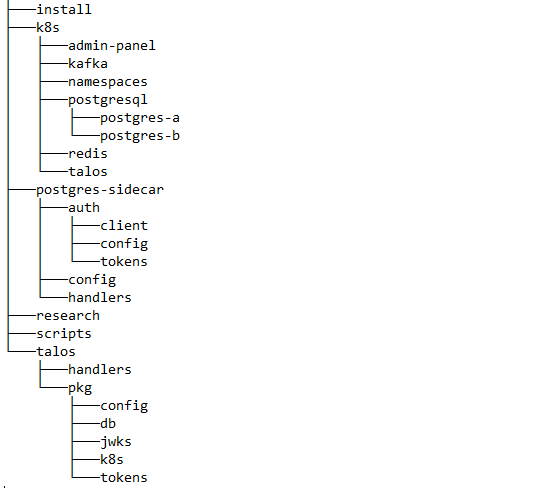 install
k8s
admin-panel
kafka
namespaces
postgresql
postgres-a
postgres-b
redis
talos
postgres-sidecar
auth
client
config
tokens
config
handlers
research
scripts
talos
handlers
pkg
config
db
jwks
k8s
tokens